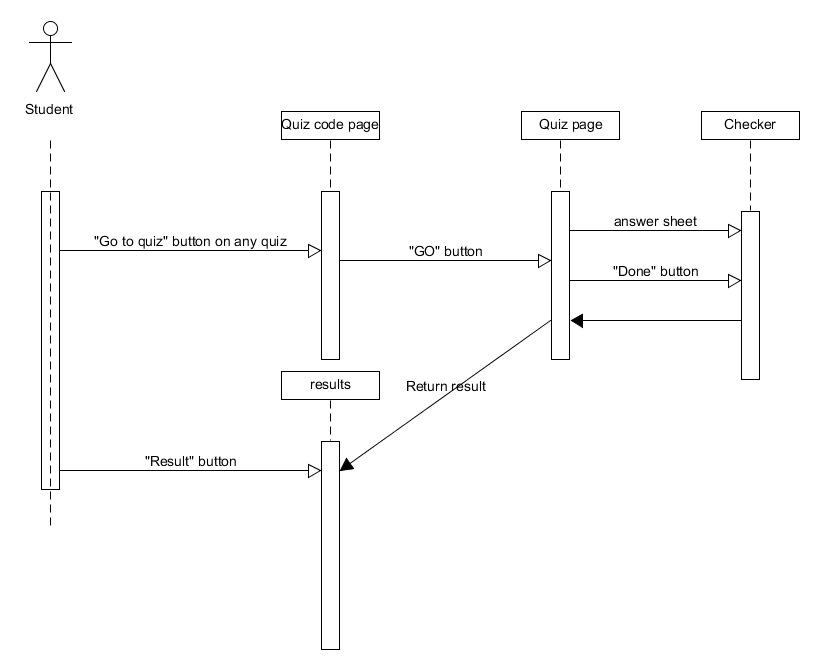 Student
Quiz code page
Quiz page
Checker
answer sheet
"Go to quiz" button on any quiz
"GO" button
"Done" button
results
Return result
"Result" button